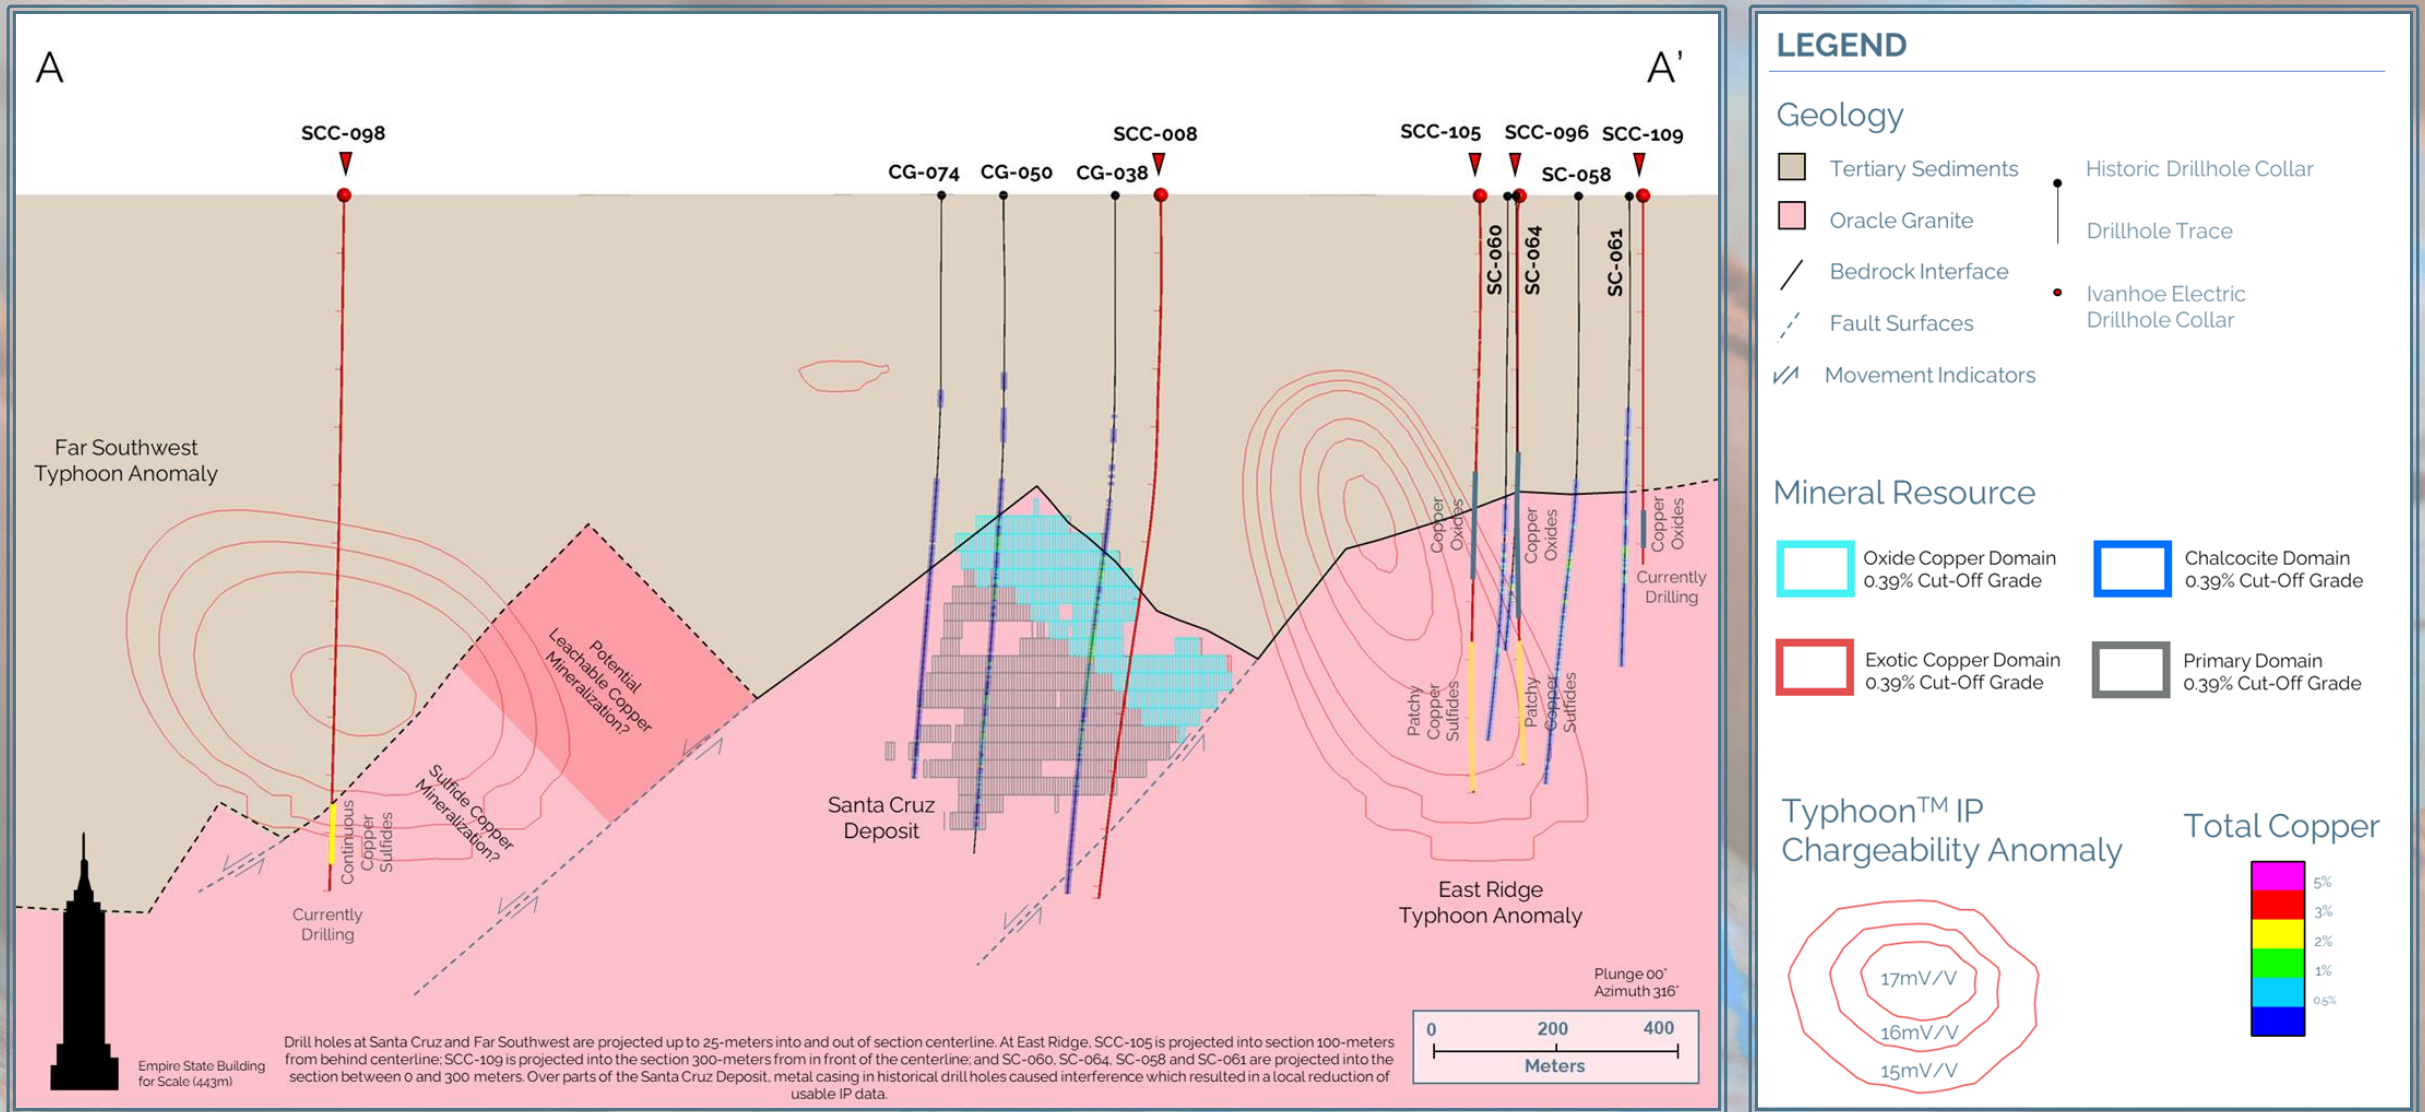 A
A'
SCC-098
SCC-008
SCC-105
SCC-096
SCC-109
CG-074
CG-050
CG-038
SC-058
SC-060
SC-064
SC-061
Far Southwest
Typhoon Anomaly
Potential
Leachable Copper
Mineralization?
Sulfide Copper
Mineralization?
Continuous
Copper
Sulfides
Currently
Drilling
Santa Cruz
Deposit
Copper
Oxides
Copper
Oxides
Copper
Oxides
Currently
Drilling
Patchy
Copper
Sulfides
Patchy
Copper
Sulfides
East Ridge
Typhoon Anomaly
Plunge 00°
Azimuth 316°
0 200 400
Meters
Empire State Building
for Scale (443m)
Drill holes at Santa Cruz and Far Southwest are projected up to 25-meters into and out of section centerline. At East Ridge, SCC-105 is projected into section 100-meters
from behind centerline; SCC-109 is projected into the section 300-meters from in front of the centerline; and SC-060, SC-064, SC-058 and SC-061 are projected into the
section between 0 and 300 meters. Over parts of the Santa Cruz Deposit, metal casing in historical drill holes caused interference which resulted in a local reduction of
usable IP data.
LEGEND
Geology
Tertiary Sediments
Oracle Granite
Bedrock Interface
Fault Surfaces
Movement Indicators
Historic Drillhole Collar
Drillhole Trace
Ivanhoe Electric
Drillhole Collar
Mineral Resource
Oxide Copper Domain
0.39% Cut-Off Grade
Chalcocite Domain
0.39% Cut-Off Grade
Exotic Copper Domain
0.39% Cut-Off Grade
Primary Domain
0.39% Cut-Off Grade
Typhoon™ IP
Chargeability Anomaly
17mV/V
16mV/V
15mV/V
Total Copper
5%
3%
2%
1%
0.5%